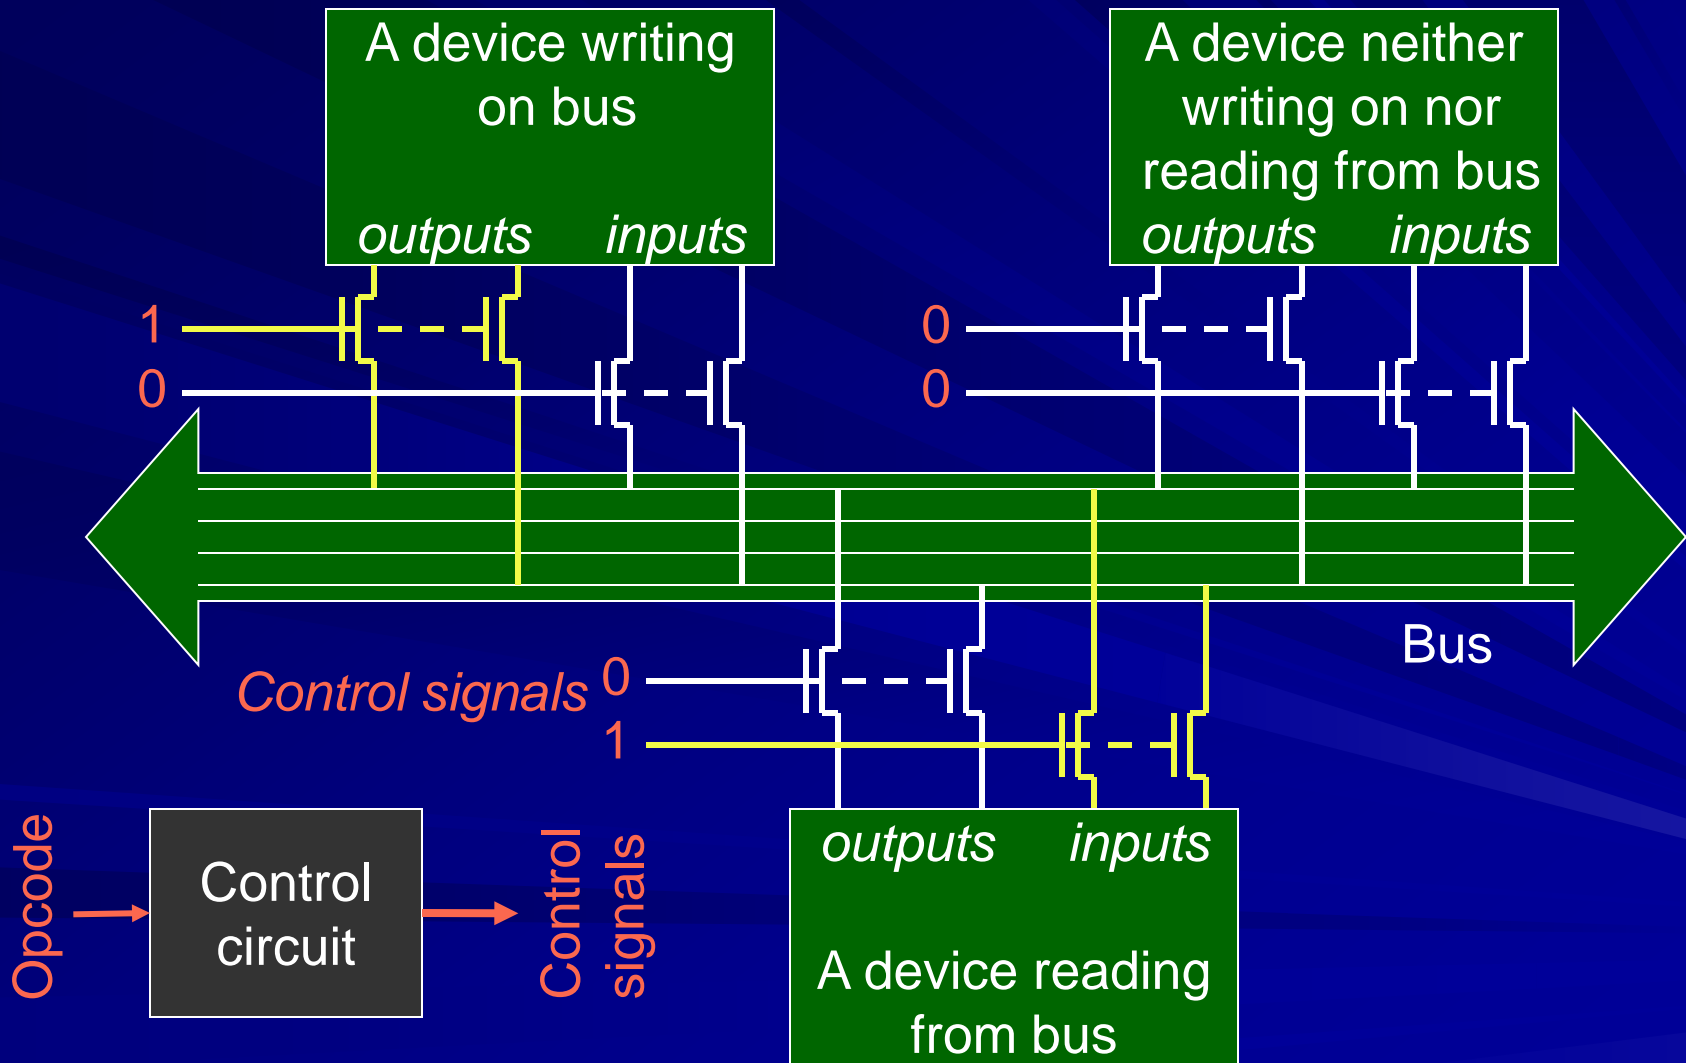 A device writing
on bus
outputs inputs
1
0
A device neither
writing on nor
reading from bus
outputs inputs
0
0
Bus
Control signals
0
1
Opcode
Control
circuit
Control
signals
outputs inputs
A device reading
from bus